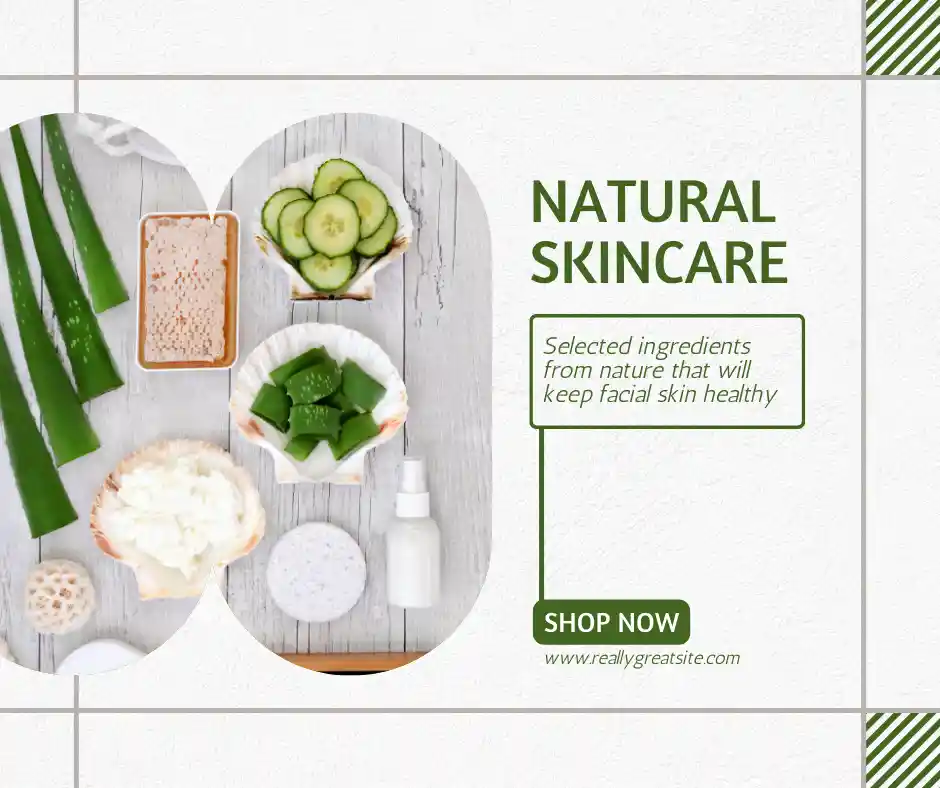 NATURAL
SKINCARE
Selected ingredients
from nature that will
keep facial skin healthy
SHOP NOW
www.reallygreatsite.com